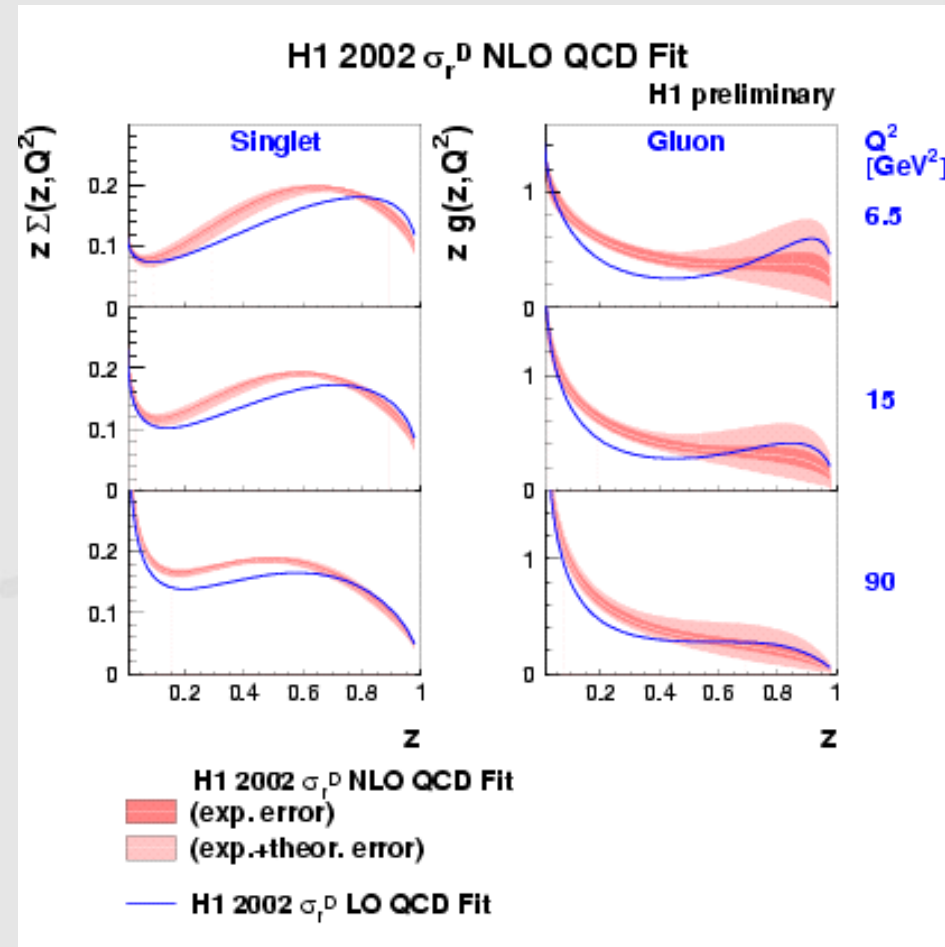 H1 2002 σ_r^D NLO QCD Fit
H1 preliminary
z Σ(z,Q²)
Singlet
z g(z,Q²)
Gluon
Q²
[GeV²]
0.2
0.1
0
1
0
6.5
0.2
0.1
0
1
0
15
0.2
0.1
0
1
0
90
0.2 0.4 0.6 0.8 1
0.2 0.4 0.6 0.8 1
z
z
H1 2002 σ_r^D NLO QCD Fit
(exp. error)
(exp.+theor. error)
H1 2002 σ_r^D LO QCD Fit